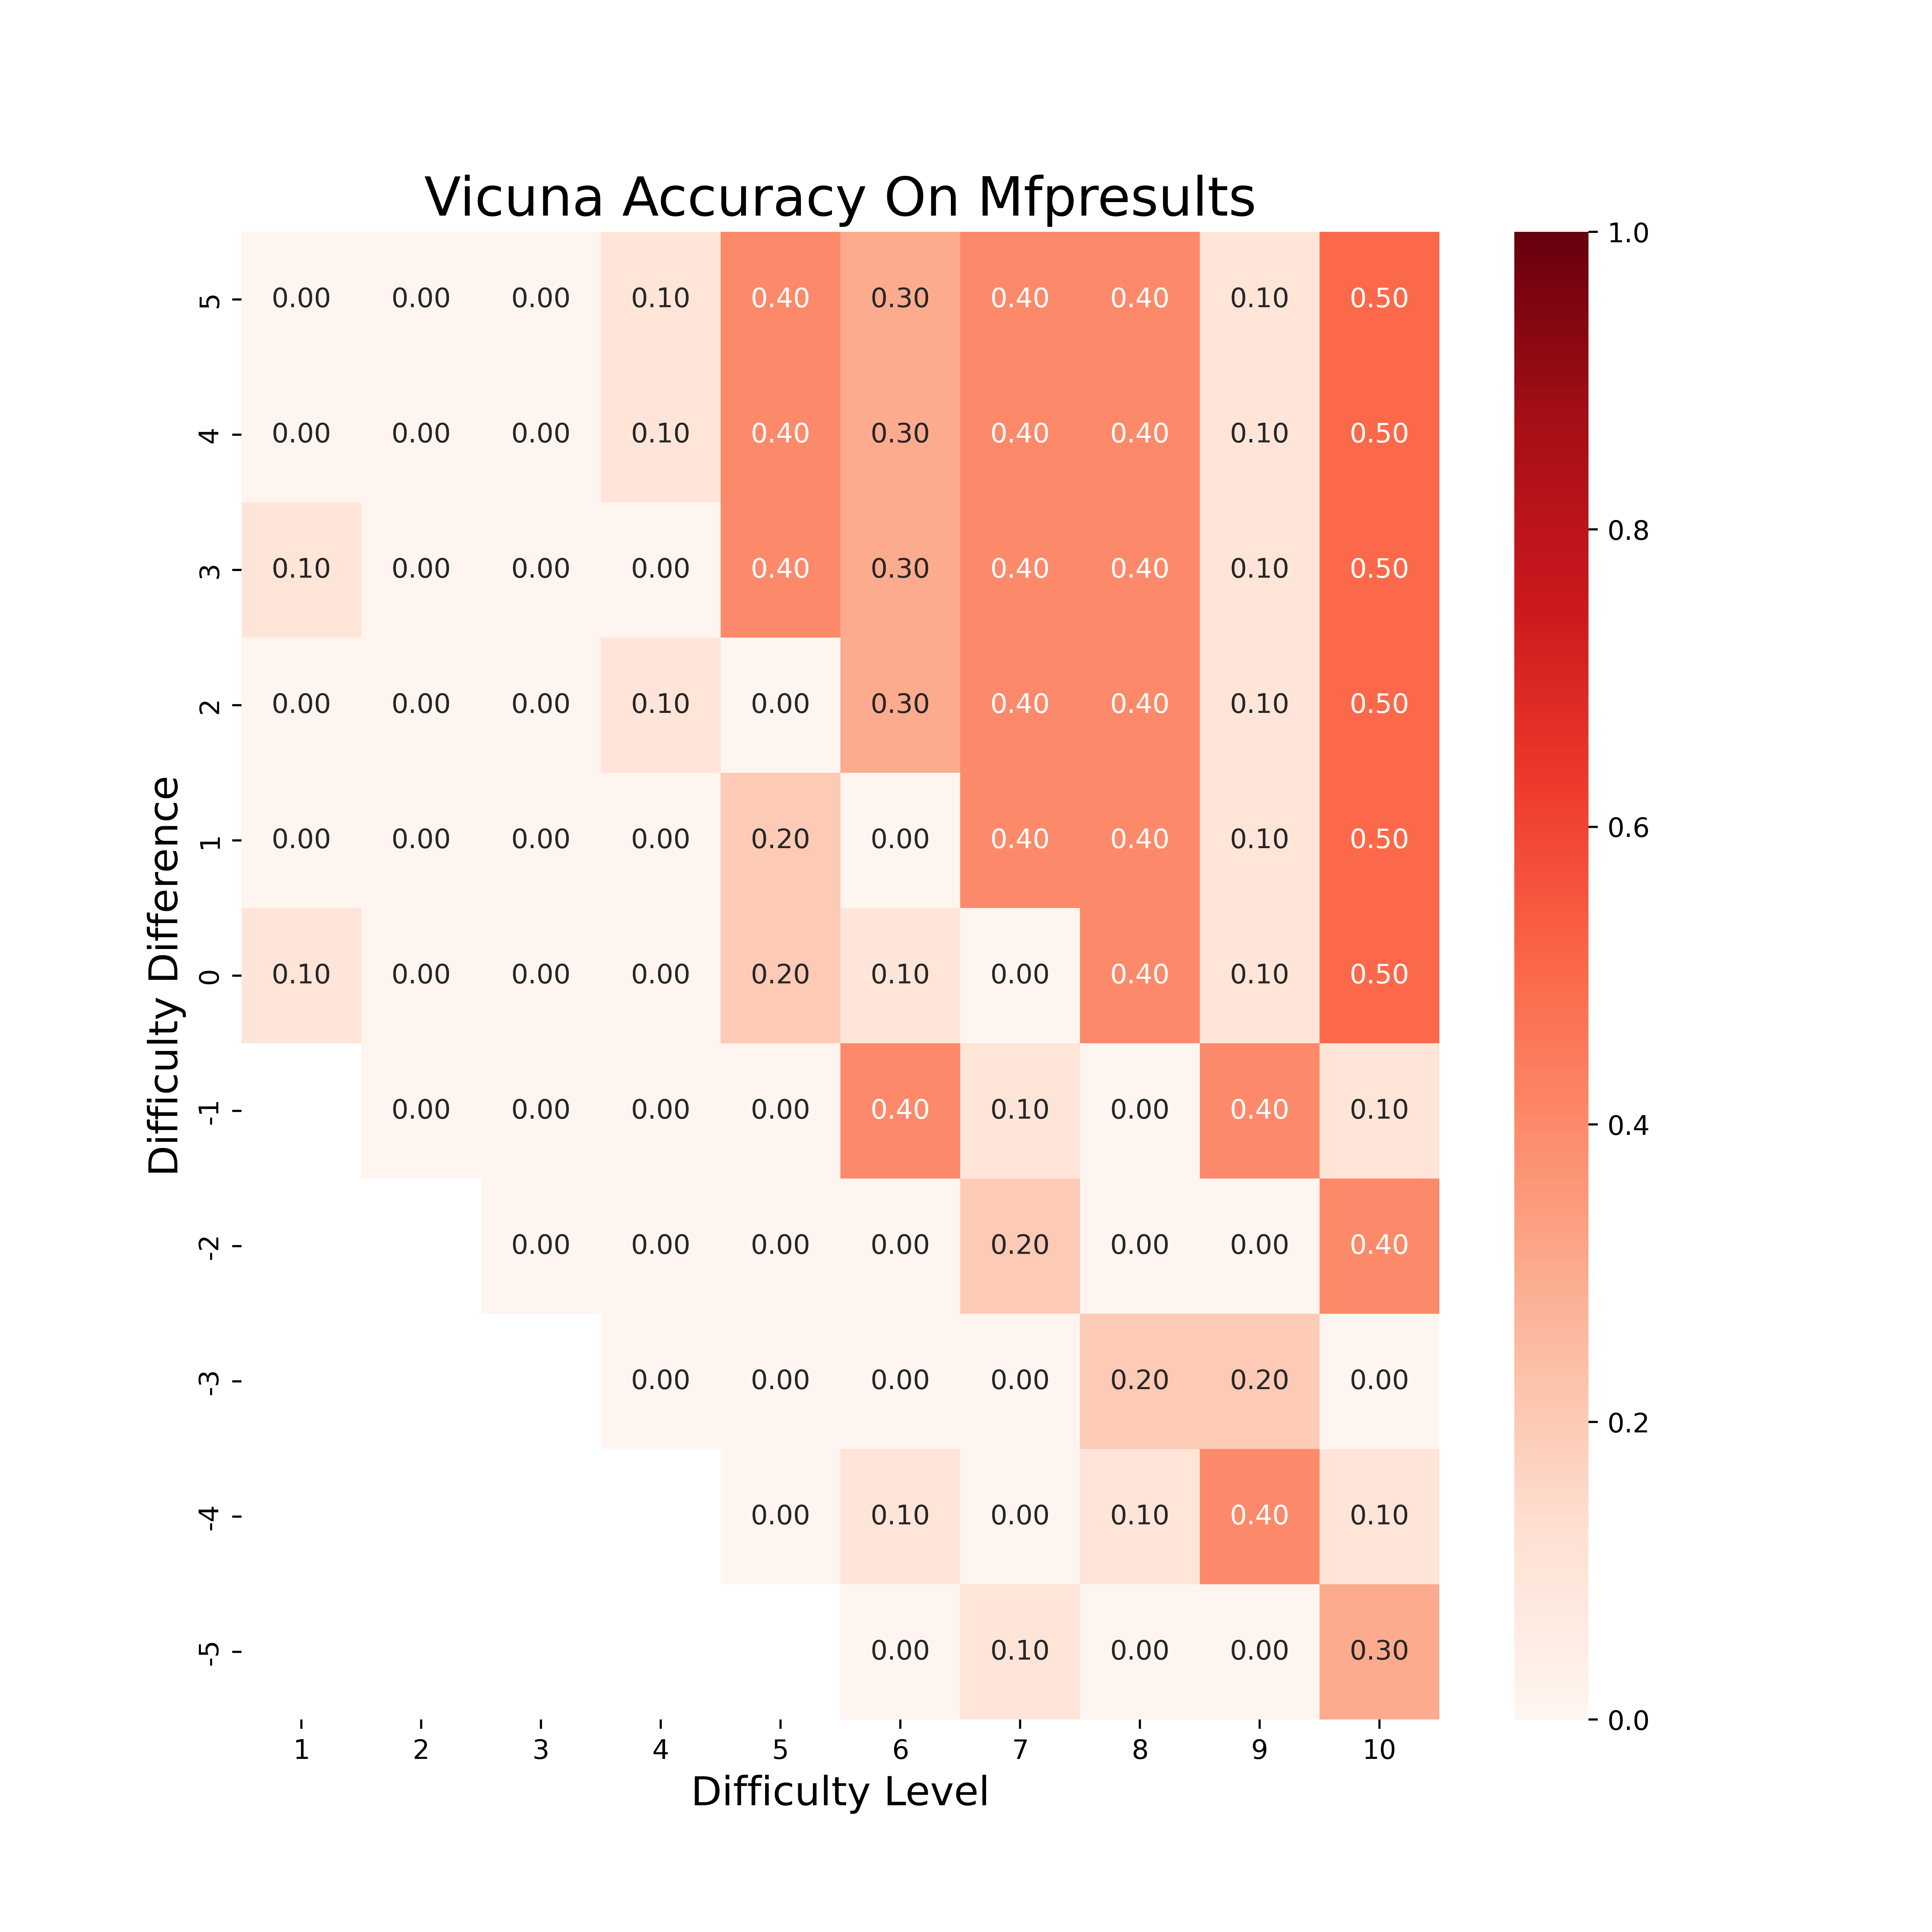 Vicuna Accuracy On Mfpresults
5 0.00 0.00 0.00 0.10 0.40 0.30 0.40 0.40 0.10 0.50
4 0.00 0.00 0.00 0.10 0.40 0.30 0.40 0.40 0.10 0.50
3 0.10 0.00 0.00 0.00 0.40 0.30 0.40 0.40 0.10 0.50
2 0.00 0.00 0.00 0.10 0.00 0.30 0.40 0.40 0.10 0.50
1 0.00 0.00 0.00 0.00 0.20 0.00 0.40 0.40 0.10 0.50
0 0.10 0.00 0.00 0.00 0.20 0.10 0.00 0.40 0.10 0.50
-1 0.00 0.00 0.00 0.00 0.40 0.10 0.00 0.40 0.10
-2 0.00 0.00 0.00 0.00 0.20 0.00 0.00 0.40
-3 0.00 0.00 0.00 0.00 0.20 0.20 0.00
-4 0.00 0.10 0.00 0.10 0.40 0.10
-5 0.00 0.10 0.00 0.00 0.30
1 2 3 4 5 6 7 8 9 10
Difficulty Level
Difficulty Difference
1.0
0.8
0.6
0.4
0.2
0.0